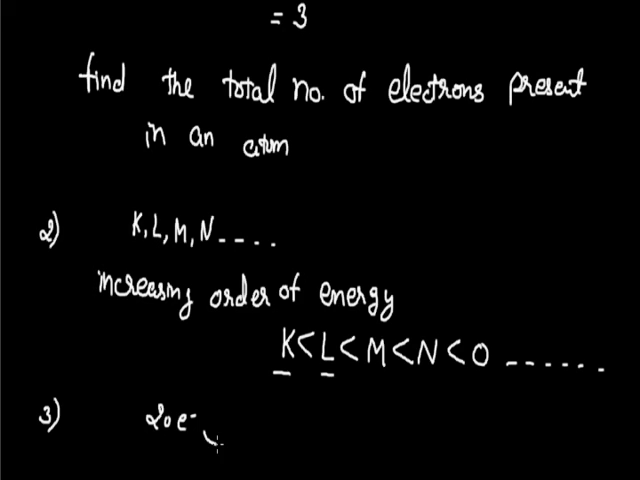 = 3
find the total no. of electrons present
in an atom
2) K, L, M, N - - - -
increasing order of energy
K < L < M < N < O - - - - - -
3) 20 e-